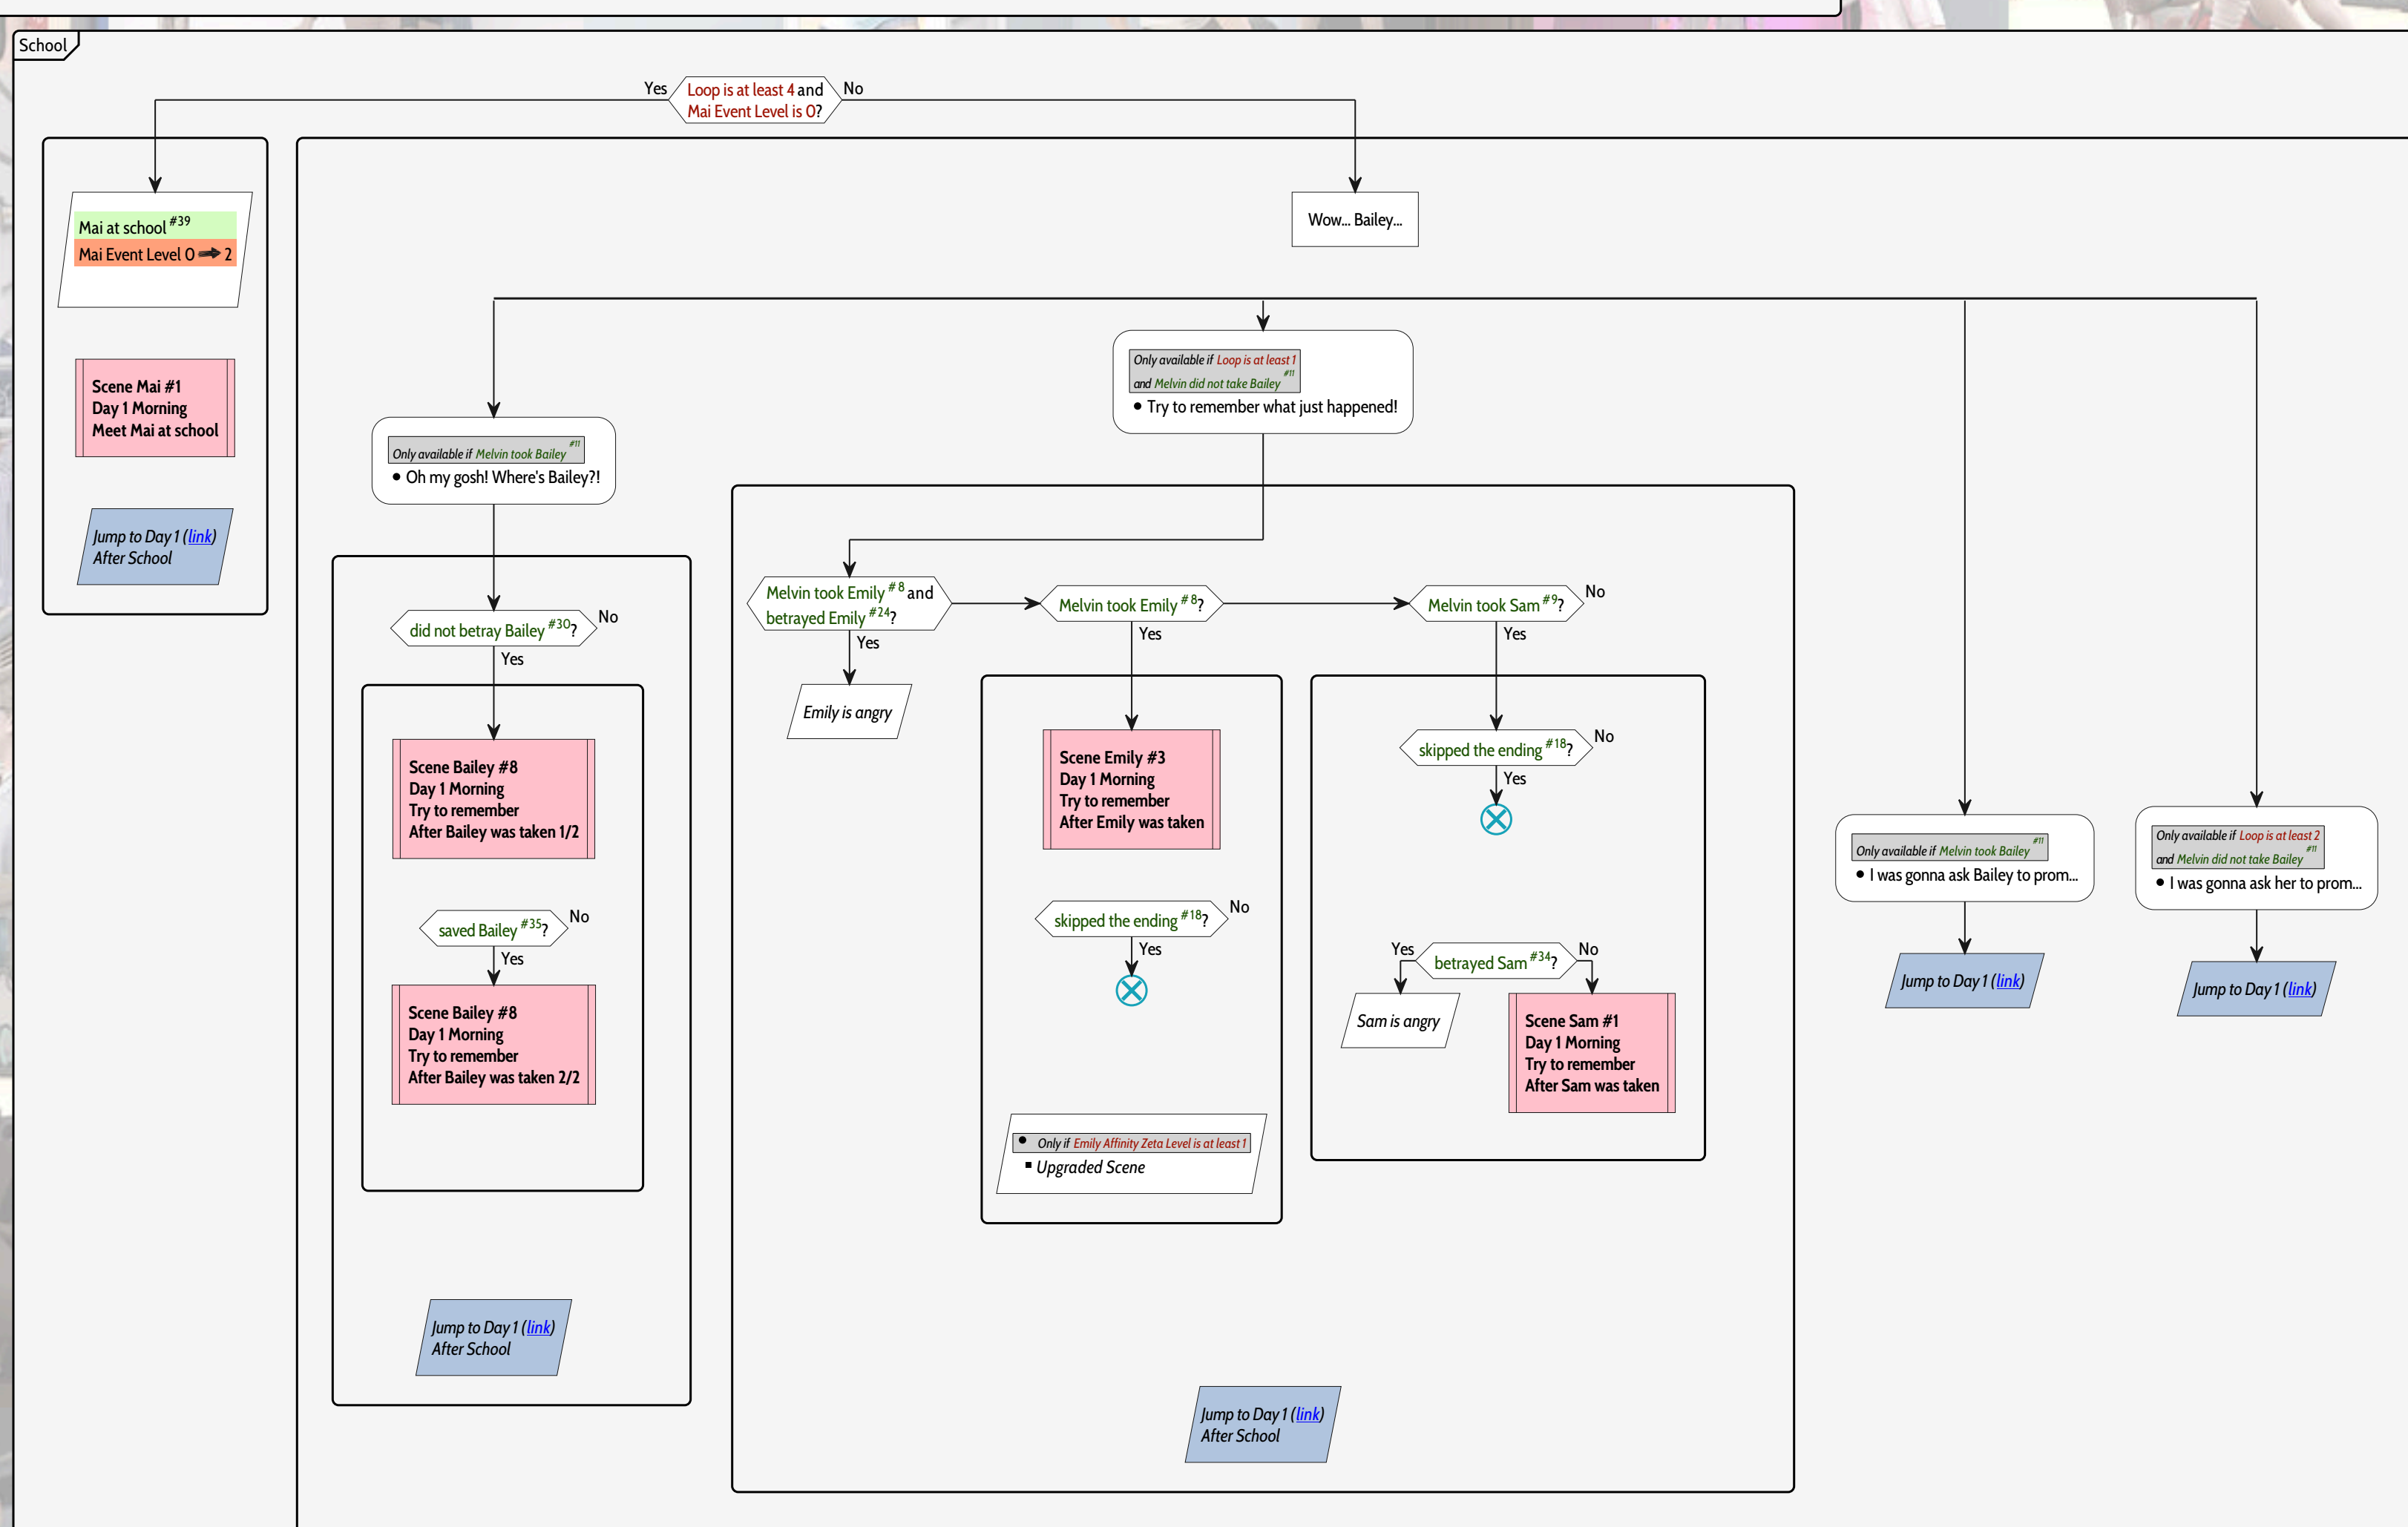 School
Yes
Loop is at least 4 and
Mai Event Level is 0?
No
Mai at school #39
Mai Event Level 0 ➡ 2
Scene Mai #1
Day 1 Morning
Meet Mai at school
Jump to Day 1 (link)
After School
Wow... Bailey...
Only available if Melvin took Bailey #11
● Oh my gosh! Where's Bailey?!
did not betray Bailey #30?
No
Yes
Scene Bailey #8
Day 1 Morning
Try to remember
After Bailey was taken 1/2
saved Bailey #35?
No
Yes
Scene Bailey #8
Day 1 Morning
Try to remember
After Bailey was taken 2/2
Jump to Day 1 (link)
After School
Only available if Loop is at least 1
and Melvin did not take Bailey #11
● Try to remember what just happened!
Melvin took Emily #8 and
betrayed Emily #24?
Yes
Emily is angry
Melvin took Emily #8?
Yes
Scene Emily #3
Day 1 Morning
Try to remember
After Emily was taken
skipped the ending #18?
No
Yes
● Only if Emily Affinity Zeta Level is at least 1
▪ Upgraded Scene
Melvin took Sam #9?
No
Yes
skipped the ending #18?
No
Yes
Yes
betrayed Sam #34?
No
Sam is angry
Scene Sam #1
Day 1 Morning
Try to remember
After Sam was taken
Jump to Day 1 (link)
After School
Only available if Melvin took Bailey #11
● I was gonna ask Bailey to prom...
Jump to Day 1 (link)
Only available if Loop is at least 2
and Melvin did not take Bailey #11
● I was gonna ask her to prom...
Jump to Day 1 (link)